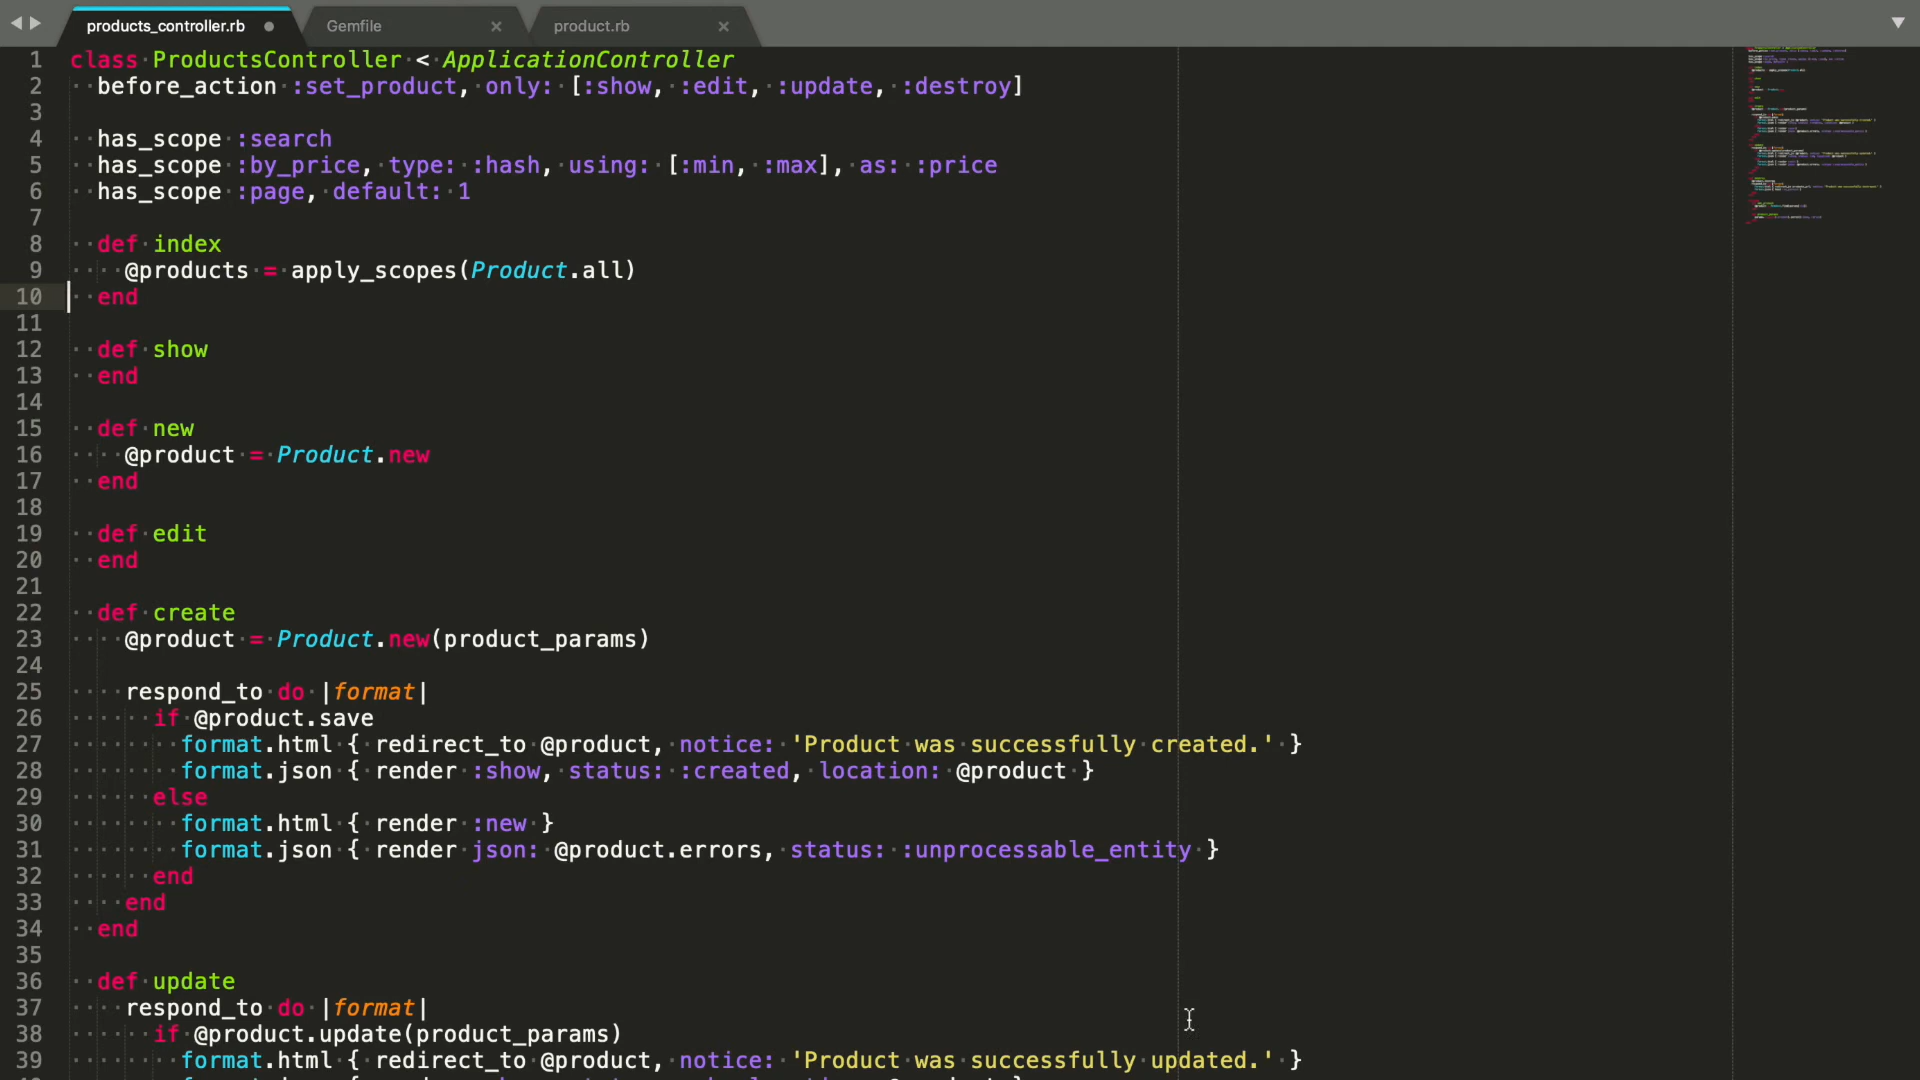 products_controller.rb
Gemfile
product.rb
1 class ProductsController < ApplicationController
2   before_action :set_product, only: [:show, :edit, :update, :destroy]
3
4   has_scope :search
5   has_scope :by_price, type: :hash, using: [:min, :max], as: :price
6   has_scope :page, default: 1
7
8   def index
9     @products = apply_scopes(Product.all)
10   end
11
12   def show
13   end
14
15   def new
16     @product = Product.new
17   end
18
19   def edit
20   end
21
22   def create
23     @product = Product.new(product_params)
24
25     respond_to do |format|
26       if @product.save
27         format.html { redirect_to @product, notice: 'Product was successfully created.' }
28         format.json { render :show, status: :created, location: @product }
29       else
30         format.html { render :new }
31         format.json { render json: @product.errors, status: :unprocessable_entity }
32       end
33     end
34   end
35
36   def update
37     respond_to do |format|
38       if @product.update(product_params)
39         format.html { redirect_to @product, notice: 'Product was successfully updated.' }